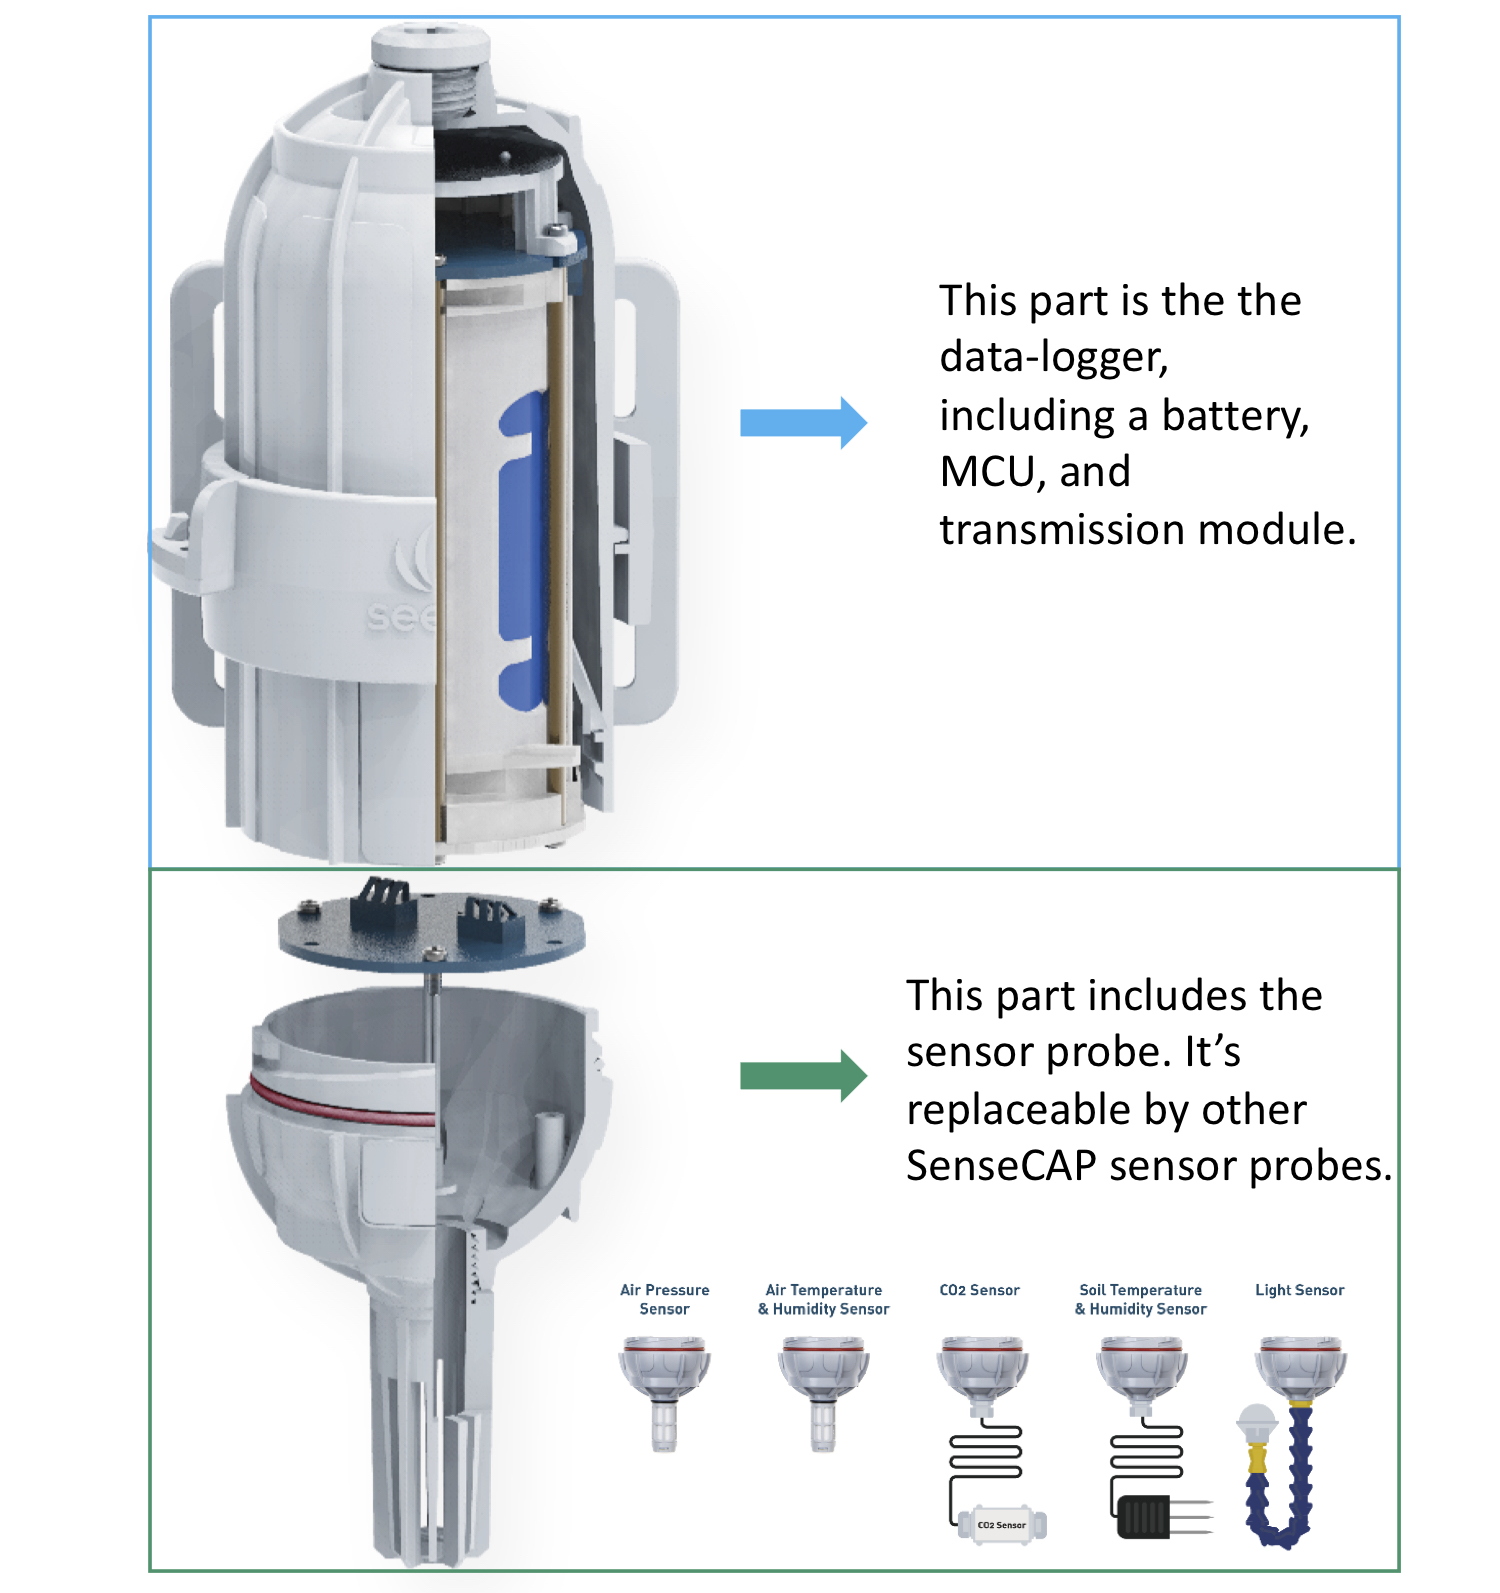 This part is the the
data-logger,
including a battery,
MCU, and
transmission module.
see
This part includes the
sensor probe. It’s
replaceable by other
SenseCAP sensor probes.
Air Pressure
Sensor
Air Temperature
& Humidity Sensor
CO2 Sensor
Soil Temperature
& Humidity Sensor
Light Sensor
CO2 Sensor